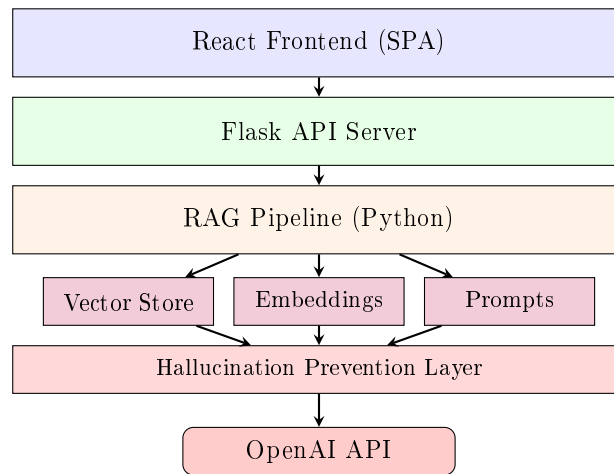 React Frontend (SPA)
Flask API Server
RAG Pipeline (Python)
Vector Store
Embeddings
Prompts
Hallucination Prevention Layer
OpenAI API